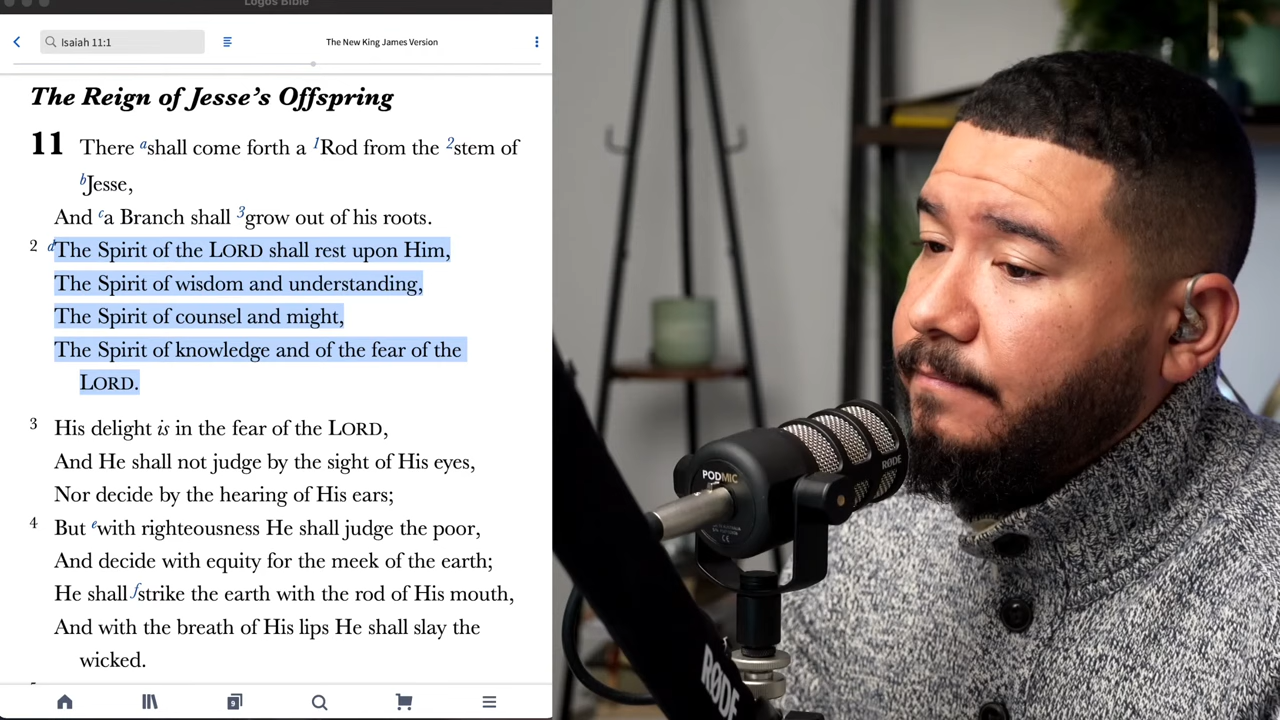 Logos Bible
Isaiah 11:1
The New King James Version
The Reign of Jesse's Offspring
11 There ᵃshall come forth a ¹Rod from the ²stem of
ᵇJesse,
And ᶜa Branch shall ³grow out of his roots.
2 ᵈThe Spirit of the LORD shall rest upon Him,
The Spirit of wisdom and understanding,
The Spirit of counsel and might,
The Spirit of knowledge and of the fear of the
LORD.
3 His delight is in the fear of the LORD,
And He shall not judge by the sight of His eyes,
Nor decide by the hearing of His ears;
4 But ᵉwith righteousness He shall judge the poor,
And decide with equity for the meek of the earth;
He shall ᶠstrike the earth with the rod of His mouth,
And with the breath of His lips He shall slay the
wicked.
9
PODMIC
RØDE
RØDE